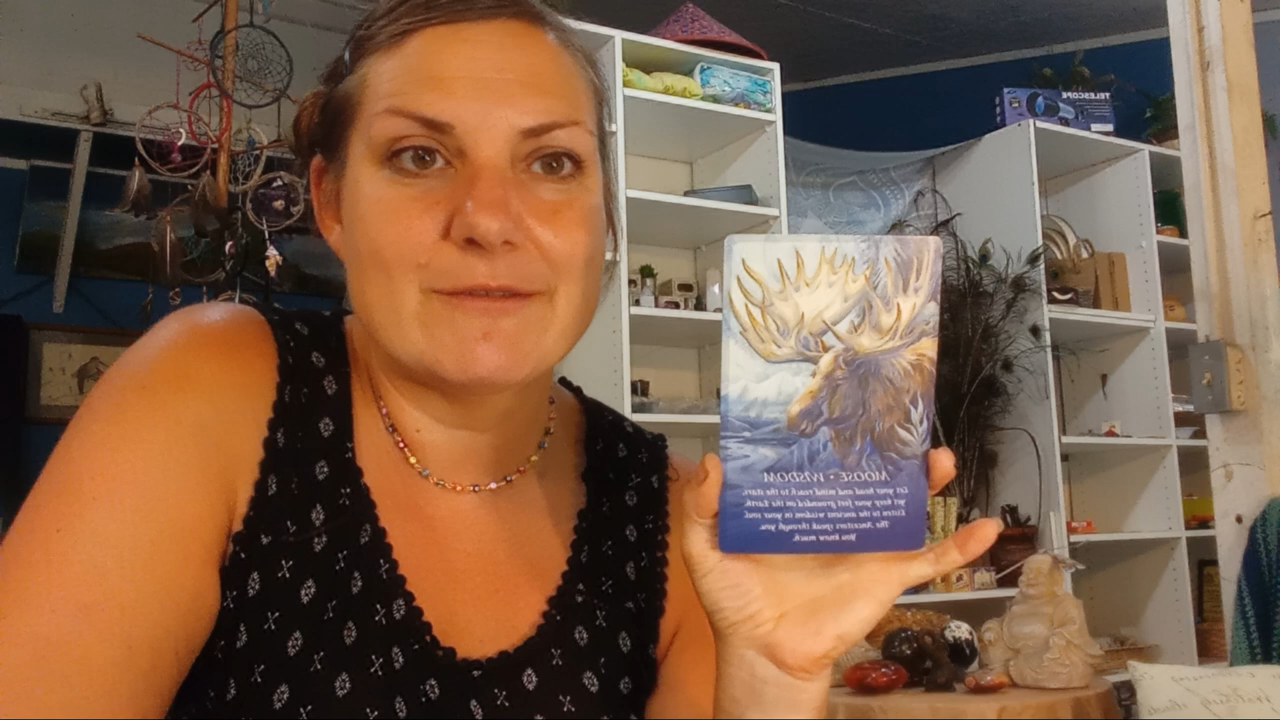 TELESCOPE
MOOSE • WISDOM
Let your head and mind reach to the stars,
yet keep your feet grounded on the Earth.
Listen to the ancient wisdom in your soul.
The Ancestors speak through you.
You know much.